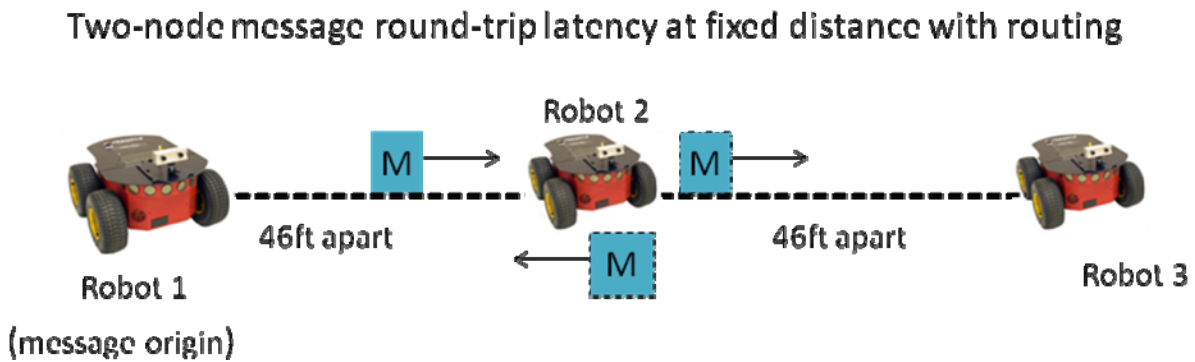 Two-node message round-trip latency at fixed distance with routing
Robot 2
M
M
46ft apart
46ft apart
M
Robot 1
Robot 3
(message origin)